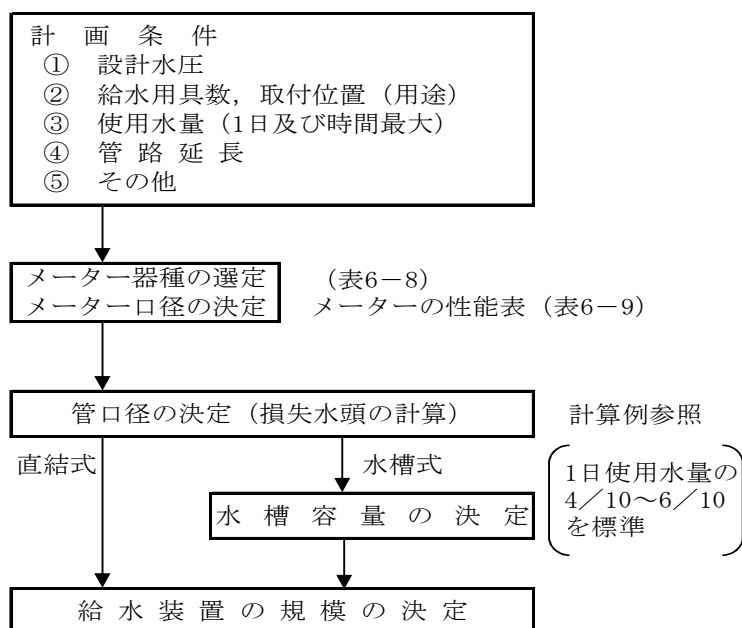 計画条件
① 設計水圧
② 給水用具数，取付位置（用途）
③ 使用水量（1日及び時間最大）
④ 管路延長
⑤ その他
メーター器種の選定 （表6－8）
メーター口径の決定 メーターの性能表（表6－9）
管口径の決定（損失水頭の計算） 計算例参照
直結式 水槽式
1日使用水量の
4／10～6／10
を標準
水槽容量の決定
給水装置の規模の決定